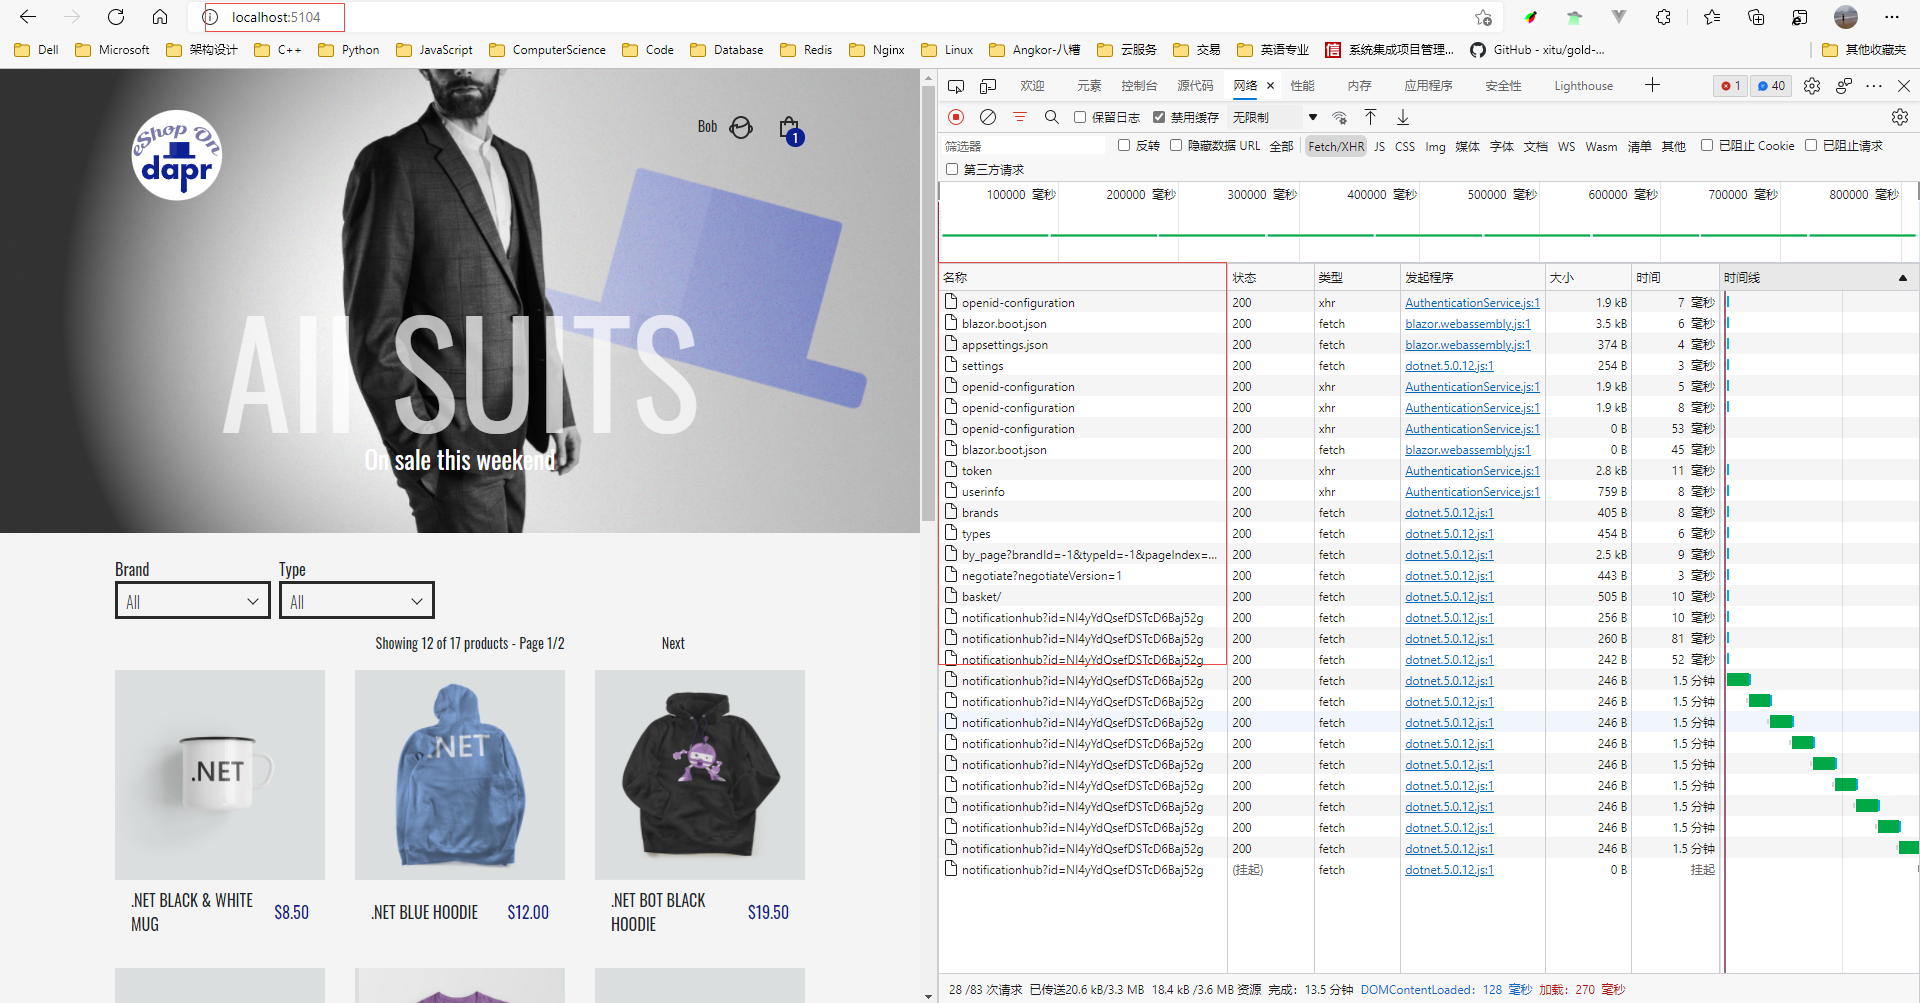 localhost:5104
Dell Microsoft 架构设计 C++ Python JavaScript ComputerScience Code Database Redis Nginx Linux Angkor-八嘈 云服务 交易 英语专业 信 系统集成项目管理... GitHub - xitu/gold-... 其他收藏夹
eShop On
dapr
Bob
1
All SUITS
On sale this weekend
Brand Type
All All
Showing 12 of 17 products - Page 1/2 Next
.NET
.NET
.NET BLACK & WHITE MUG $8.50
.NET BLUE HOODIE $12.00
.NET BOT BLACK HOODIE $19.50
欢迎 元素 控制台 源代码 网络 性能 内存 应用程序 安全性 Lighthouse 1 40
保留日志 禁用缓存 无限制
筛选器 反转 隐藏数据 URL 全部 Fetch/XHR JS CSS Img 媒体 字体 文档 WS Wasm 清单 其他 已阻止 Cookie 已阻止请求
第三方请求
100000 毫秒 200000 毫秒 300000 毫秒 400000 毫秒 500000 毫秒 600000 毫秒 700000 毫秒 800000 毫秒
名称 状态 类型 发起程序 大小 时间 时间线
openid-configuration 200 xhr AuthenticationService.js:1 1.9 kB 7 毫秒
blazor.boot.json 200 fetch blazor.webassembly.js:1 3.5 kB 6 毫秒
appsettings.json 200 fetch blazor.webassembly.js:1 374 B 4 毫秒
settings 200 fetch dotnet.5.0.12.js:1 254 B 3 毫秒
openid-configuration 200 xhr AuthenticationService.js:1 1.9 kB 5 毫秒
openid-configuration 200 xhr AuthenticationService.js:1 1.9 kB 8 毫秒
openid-configuration 200 xhr AuthenticationService.js:1 0 B 53 毫秒
blazor.boot.json 200 fetch blazor.webassembly.js:1 0 B 45 毫秒
token 200 xhr AuthenticationService.js:1 2.8 kB 11 毫秒
userinfo 200 xhr AuthenticationService.js:1 759 B 8 毫秒
brands 200 fetch dotnet.5.0.12.js:1 405 B 8 毫秒
types 200 fetch dotnet.5.0.12.js:1 454 B 6 毫秒
by_page?brandId=-1&typeId=-1&pageIndex=... 200 fetch dotnet.5.0.12.js:1 2.5 kB 9 毫秒
negotiate?negotiateVersion=1 200 fetch dotnet.5.0.12.js:1 443 B 3 毫秒
basket/ 200 fetch dotnet.5.0.12.js:1 505 B 10 毫秒
notificationhub?id=NI4yYdQsefDSTcD6Baj52g 200 fetch dotnet.5.0.12.js:1 256 B 10 毫秒
notificationhub?id=NI4yYdQsefDSTcD6Baj52g 200 fetch dotnet.5.0.12.js:1 260 B 81 毫秒
notificationhub?id=NI4yYdQsefDSTcD6Baj52g 200 fetch dotnet.5.0.12.js:1 242 B 52 毫秒
notificationhub?id=NI4yYdQsefDSTcD6Baj52g 200 fetch dotnet.5.0.12.js:1 246 B 1.5 分钟
notificationhub?id=NI4yYdQsefDSTcD6Baj52g 200 fetch dotnet.5.0.12.js:1 246 B 1.5 分钟
notificationhub?id=NI4yYdQsefDSTcD6Baj52g 200 fetch dotnet.5.0.12.js:1 246 B 1.5 分钟
notificationhub?id=NI4yYdQsefDSTcD6Baj52g 200 fetch dotnet.5.0.12.js:1 246 B 1.5 分钟
notificationhub?id=NI4yYdQsefDSTcD6Baj52g 200 fetch dotnet.5.0.12.js:1 246 B 1.5 分钟
notificationhub?id=NI4yYdQsefDSTcD6Baj52g 200 fetch dotnet.5.0.12.js:1 246 B 1.5 分钟
notificationhub?id=NI4yYdQsefDSTcD6Baj52g 200 fetch dotnet.5.0.12.js:1 246 B 1.5 分钟
notificationhub?id=NI4yYdQsefDSTcD6Baj52g 200 fetch dotnet.5.0.12.js:1 246 B 1.5 分钟
notificationhub?id=NI4yYdQsefDSTcD6Baj52g 200 fetch dotnet.5.0.12.js:1 246 B 1.5 分钟
notificationhub?id=NI4yYdQsefDSTcD6Baj52g (挂起) fetch dotnet.5.0.12.js:1 0 B 挂起
28 /83 次请求 已传送20.6 kB/3.3 MB 18.4 kB /3.6 MB 资源 完成: 13.5 分钟 DOMContentLoaded: 128 毫秒 加载: 270 毫秒